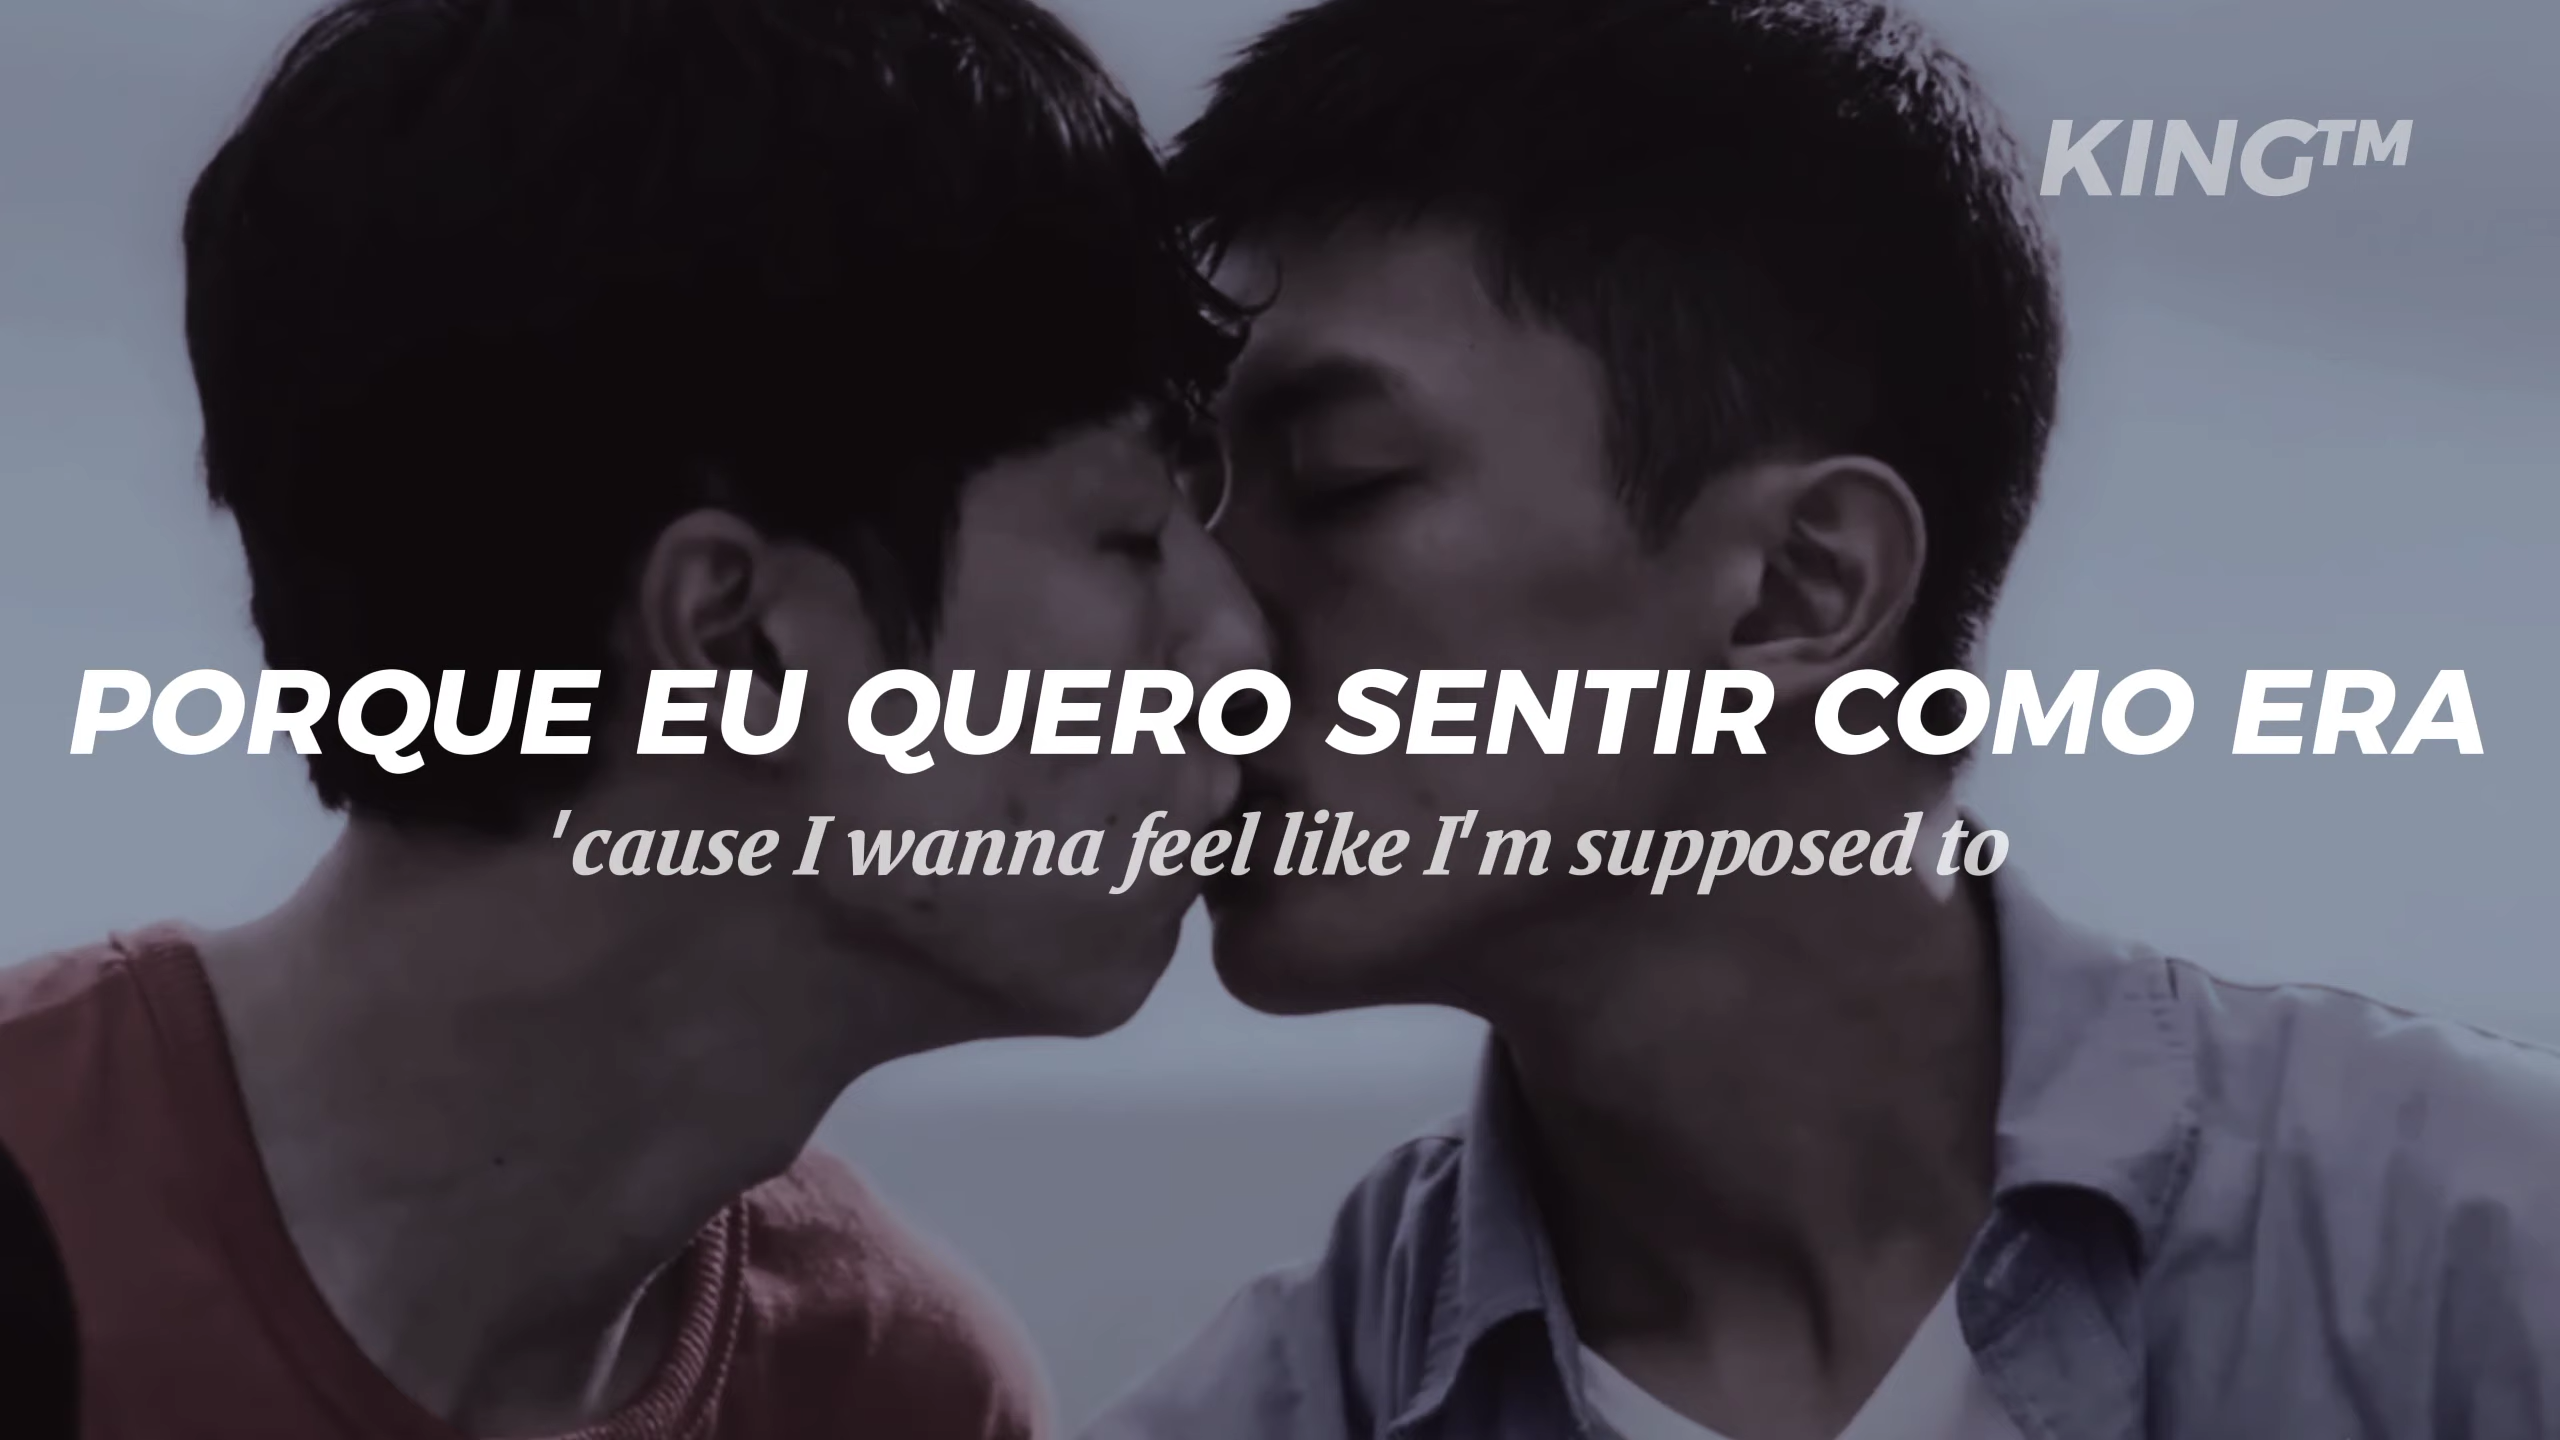 KING™
PORQUE EU QUERO SENTIR COMO ERA
'cause I wanna feel like I'm supposed to